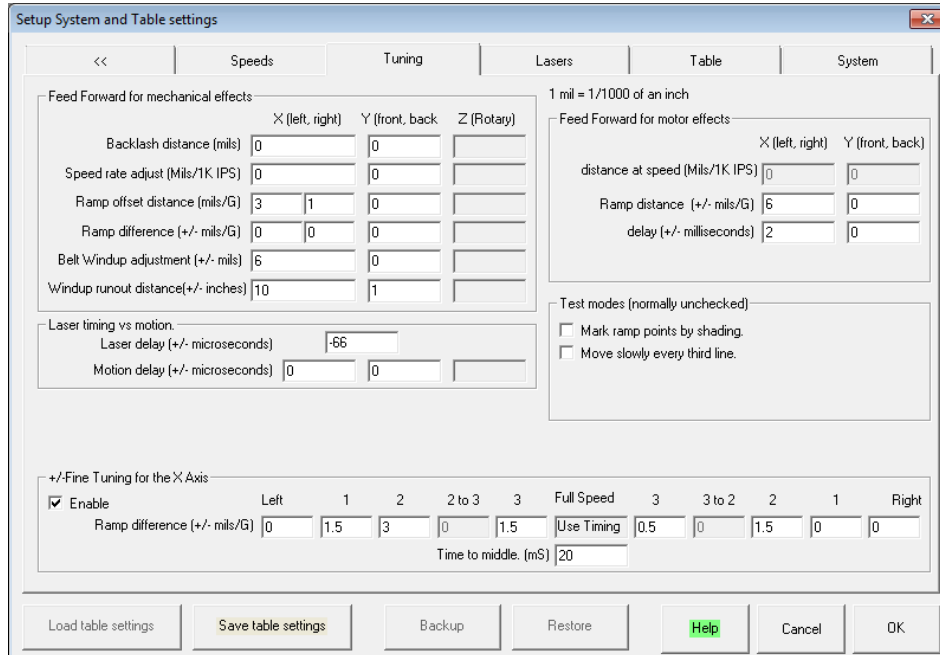 Setup System and Table settings
<< Speeds Tuning Lasers Table System
Feed Forward for mechanical effects
X (left, right) Y (front, back Z (Rotary)
Backlash distance (mils) 0 0
Speed rate adjust (Mils/1K IPS) 0 0
Ramp offset distance (mils/G) 3 1 0
Ramp difference (+/- mils/G) 0 0 0
Belt Windup adjustment (+/- mils) 6 0
Windup runout distance(+/- inches) 10 1
1 mil = 1/1000 of an inch
Feed Forward for motor effects
X (left, right) Y (front, back)
distance at speed (Mils/1K IPS) 0 0
Ramp distance (+/- mils/G) 6 0
delay (+/- milliseconds) 2 0
Laser timing vs motion.
Laser delay (+/- microseconds) -66
Motion delay (+/- microseconds) 0 0
Test modes (normally unchecked)
Mark ramp points by shading.
Move slowly every third line.
+/-Fine Tuning for the X Axis
Enable Left 1 2 2 to 3 3 Full Speed 3 3 to 2 2 1 Right
Ramp difference (+/- mils/G) 0 1.5 3 0 1.5 Use Timing 0.5 0 1.5 0 0
Time to middle. (mS) 20
Load table settings Save table settings Backup Restore Help Cancel OK